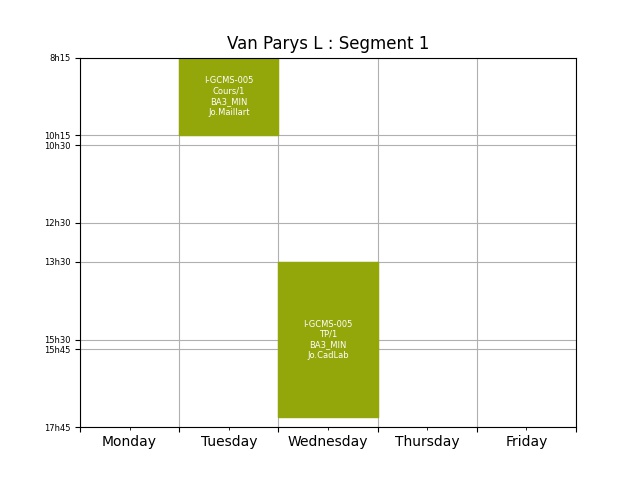 Van Parys L : Segment 1
8h15
I-GCMS-005
Cours/1
BA3_MIN
Jo.Maillart
10h15
10h30
12h30
13h30
I-GCMS-005
TP/1
BA3_MIN
Jo.CadLab
15h30
15h45
17h45
Monday Tuesday Wednesday Thursday Friday